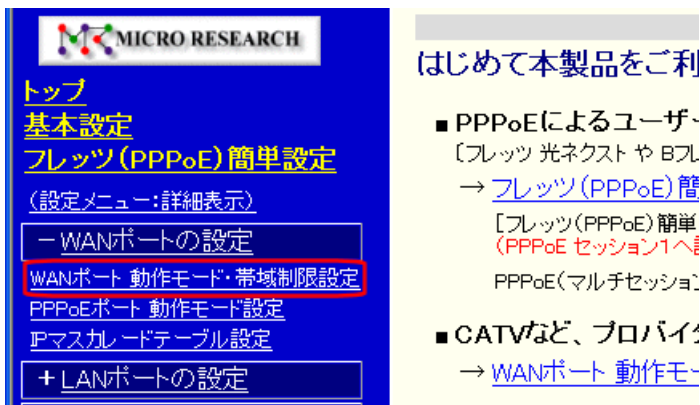 MICRO RESEARCH
トップ
基本設定
フレッツ(PPPoE)簡単設定
(設定メニュー:詳細表示)
－WANポートの設定
WANポート 動作モード・帯域制限設定
PPPoEポート 動作モード設定
IPマスカレードテーブル設定
＋LANポートの設定
はじめて本製品をご利
■ PPPoEによるユーザー
[フレッツ 光ネクスト や Bフレ
→ フレッツ(PPPoE)簡
[フレッツ(PPPoE)簡単
(PPPoE セッション1へ
PPPoE(マルチセッション
■ CATVなど、プロバイ
→ WANポート 動作モー